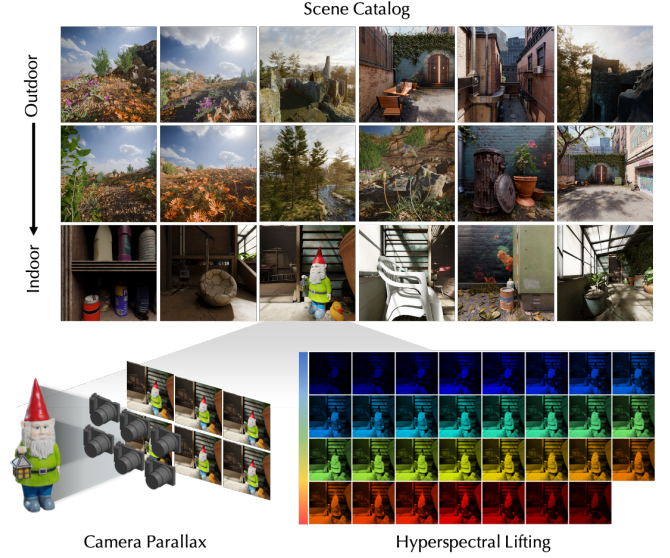 Scene Catalog
Outdoor
Indoor
Camera Parallax
Hyperspectral Lifting